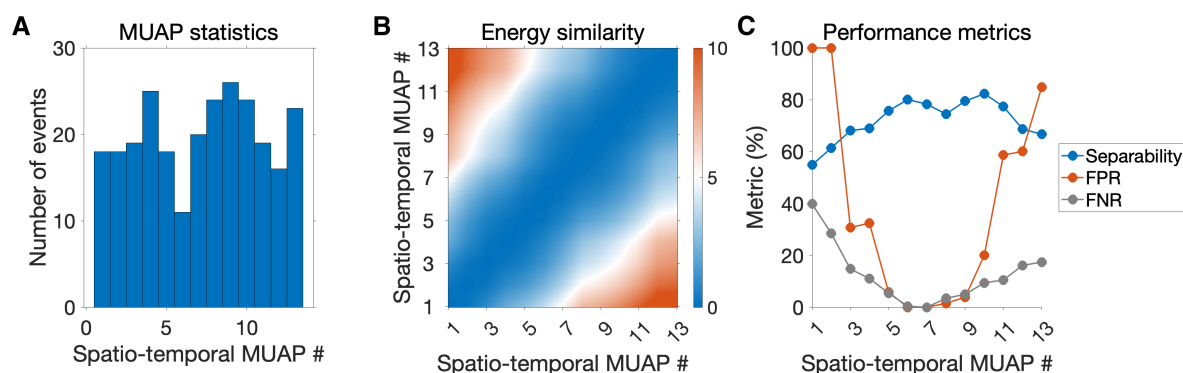 A
MUAP statistics
Number of events
30
20
10
0
0
5
10
Spatio-temporal MUAP #
B
Energy similarity
Spatio-temporal MUAP #
13
11
9
7
5
3
1
1
3
5
7
9
11
13
Spatio-temporal MUAP #
10
5
0
C
Performance metrics
Metric (%)
100
80
60
40
20
0
1
3
5
7
9
11
13
Spatio-temporal MUAP #
Separability
FPR
FNR